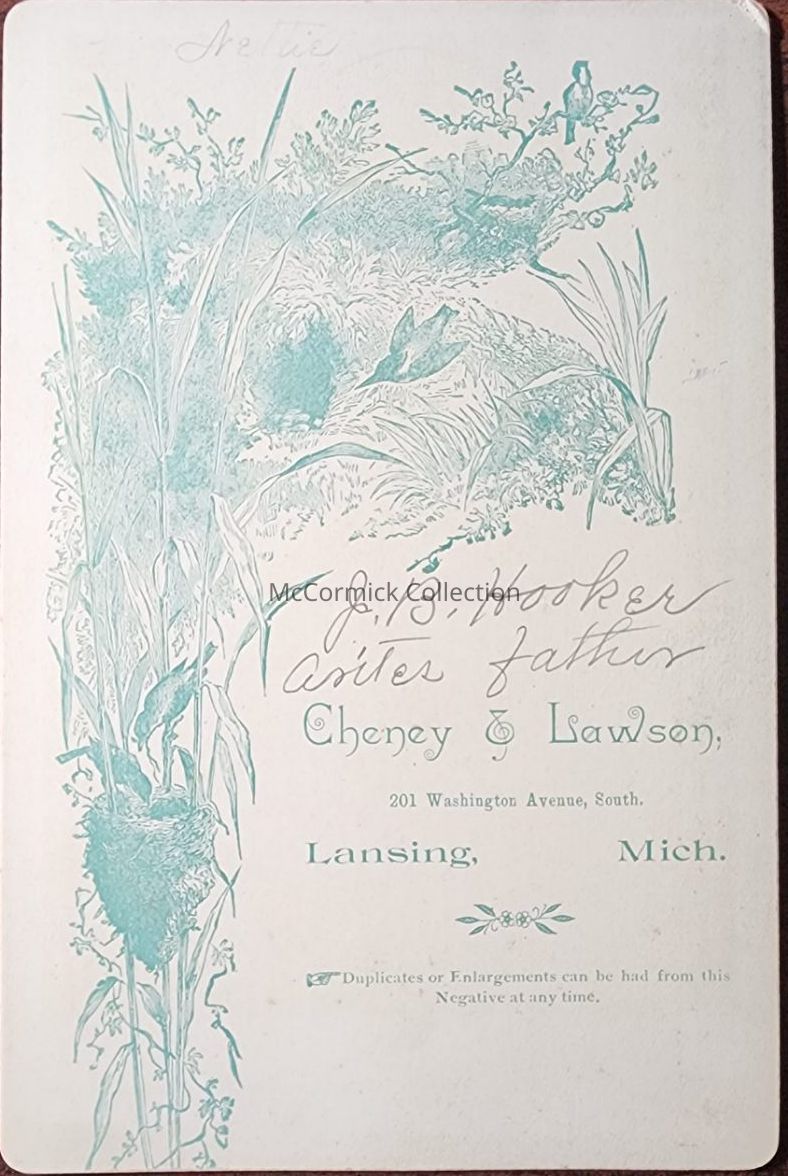 Nettie
McCormick Collection
J. B. Hooker
arites father
Cheney & Lawson,
201 Washington Avenue, South.
Lansing, Mich.
Duplicates or Enlargements can be had from this
Negative at any time.